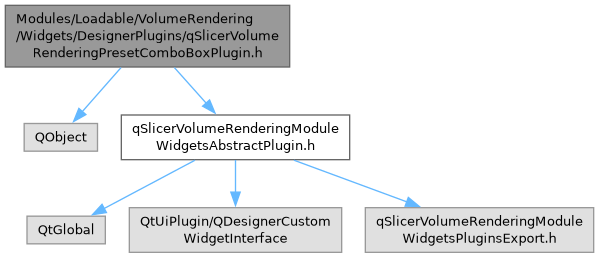 Modules/Loadable/VolumeRendering
/Widgets/DesignerPlugins/qSlicerVolume
RenderingPresetComboBoxPlugin.h
QObject
qSlicerVolumeRenderingModule
WidgetsAbstractPlugin.h
QtGlobal
QtUiPlugin/QDesignerCustom
WidgetInterface
qSlicerVolumeRenderingModule
WidgetsPluginsExport.h